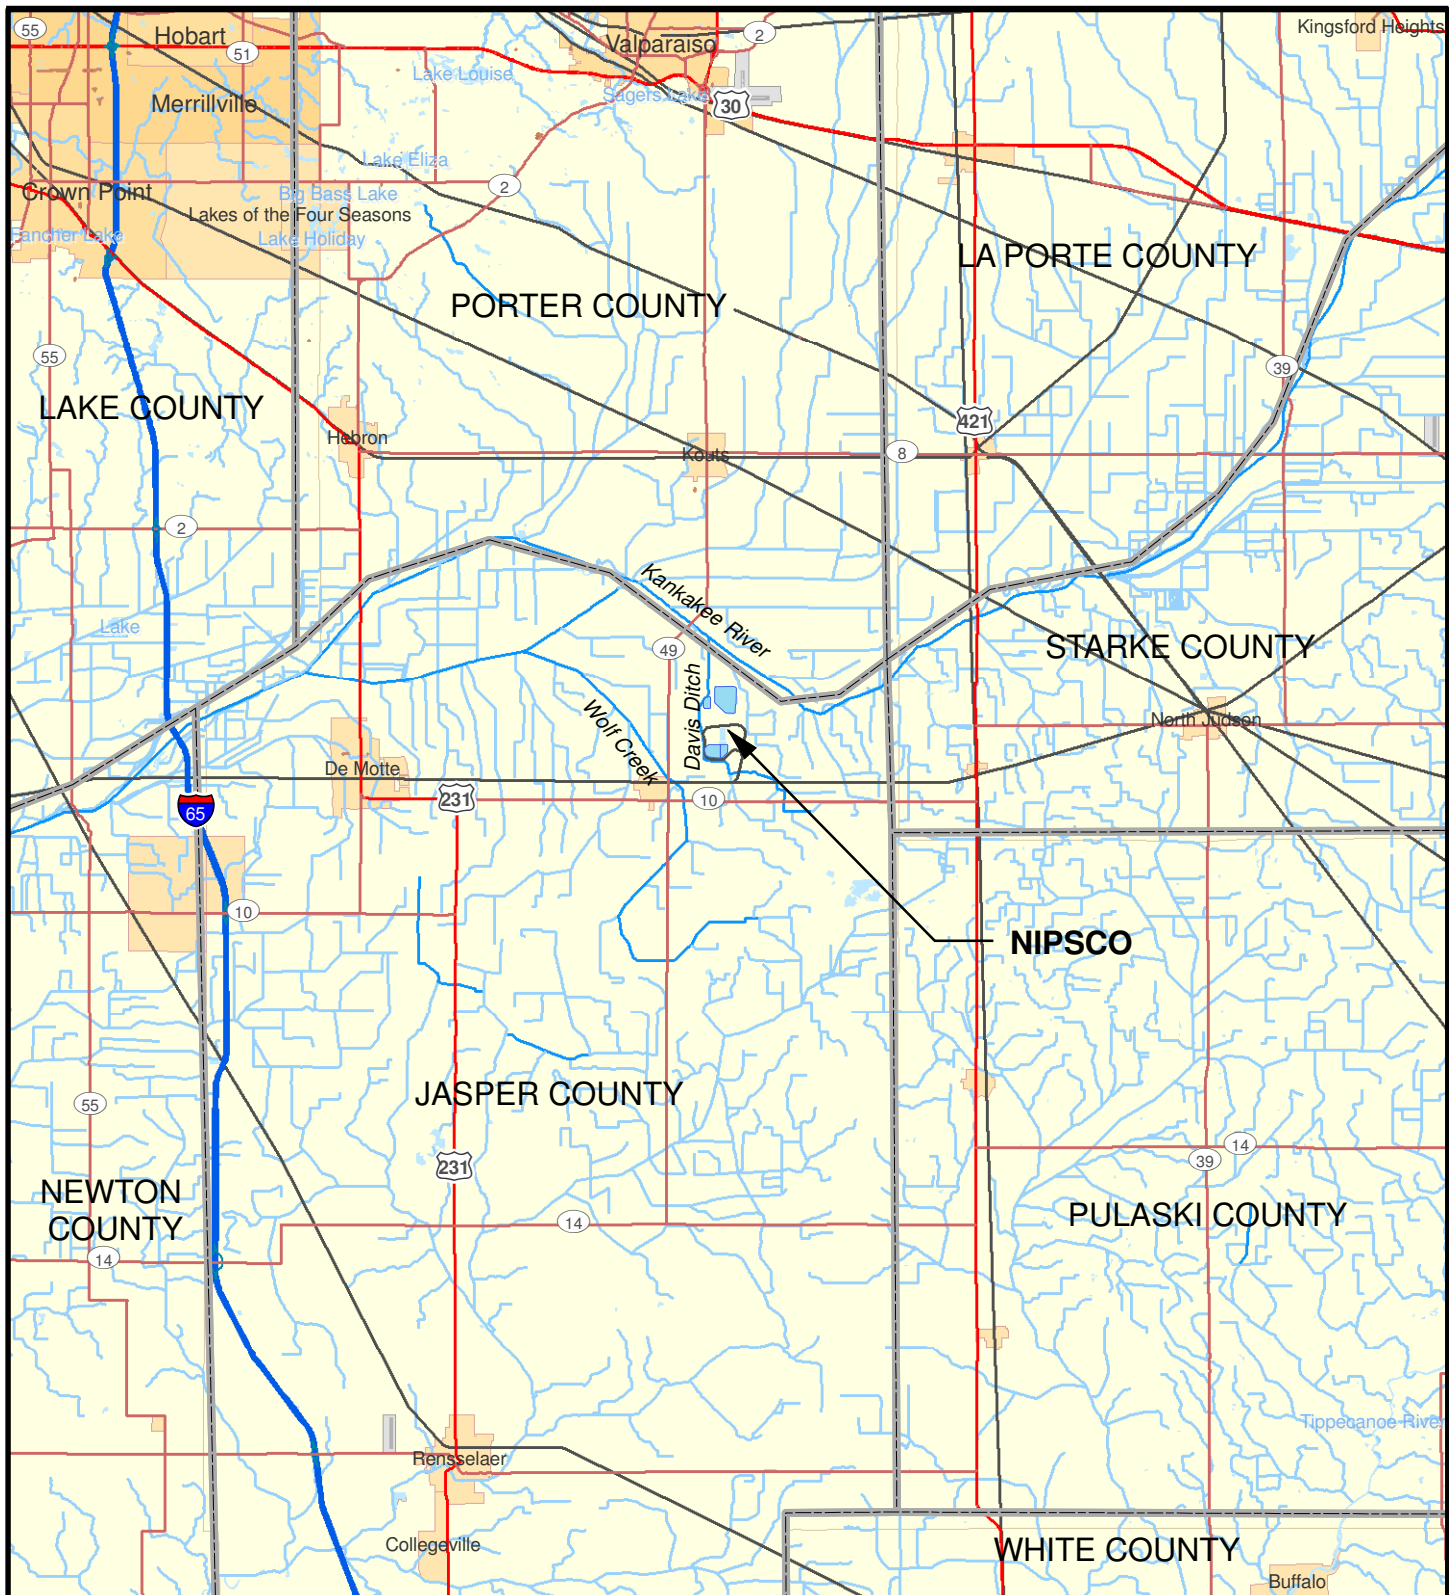 55
Hobart
51
Merrillville
Valparaiso
2
Kingsford Heights
Lake Louise
Sagers Lake
30
Lake Eliza
2
Crown Point
Big Bass Lake
Lakes of the Four Seasons
Fancher Lake
Lake Holiday
LA PORTE COUNTY
PORTER COUNTY
55
39
LAKE COUNTY
421
Hebron
Kouts
8
2
Kankakee River
Lake
49
STARKE COUNTY
Davis Ditch
Wolf Creek
North Judson
De Motte
231
10
65
10
NIPSCO
JASPER COUNTY
55
231
14
39
NEWTON
COUNTY
PULASKI COUNTY
14
14
Tippecanoe River
Rensselaer
Collegeville
WHITE COUNTY
Buffalo